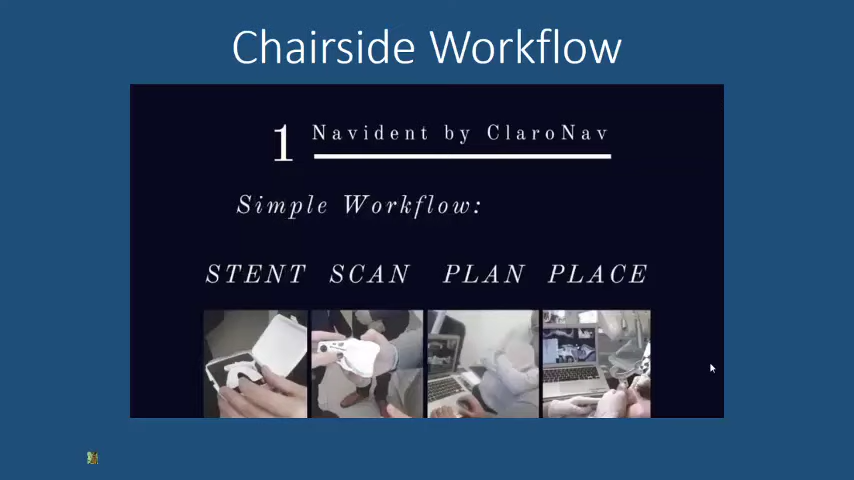 Chairside Workflow
1 Navident by ClaroNav
Simple Workflow:
STENT SCAN PLAN PLACE